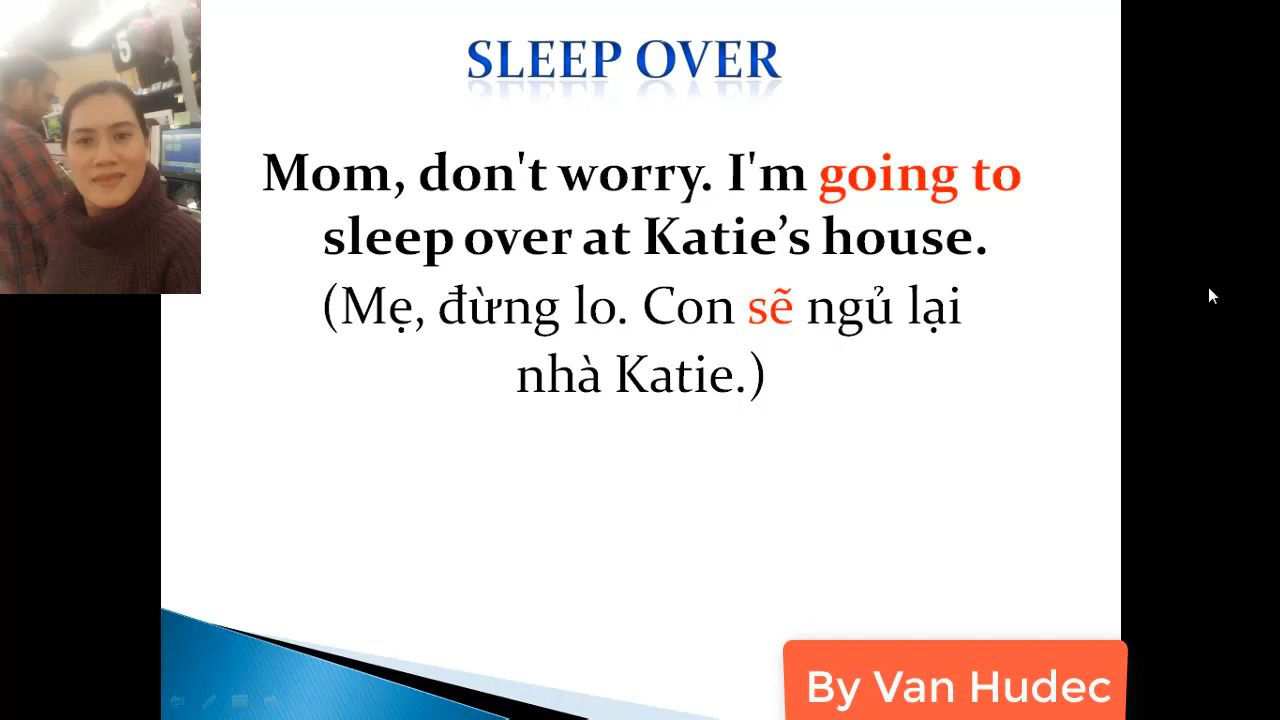 SLEEP OVER
Mom, don't worry. I'm going to
sleep over at Katie’s house.
(Mẹ, đừng lo. Con sẽ ngủ lại
nhà Katie.)
By Van Hudec
5